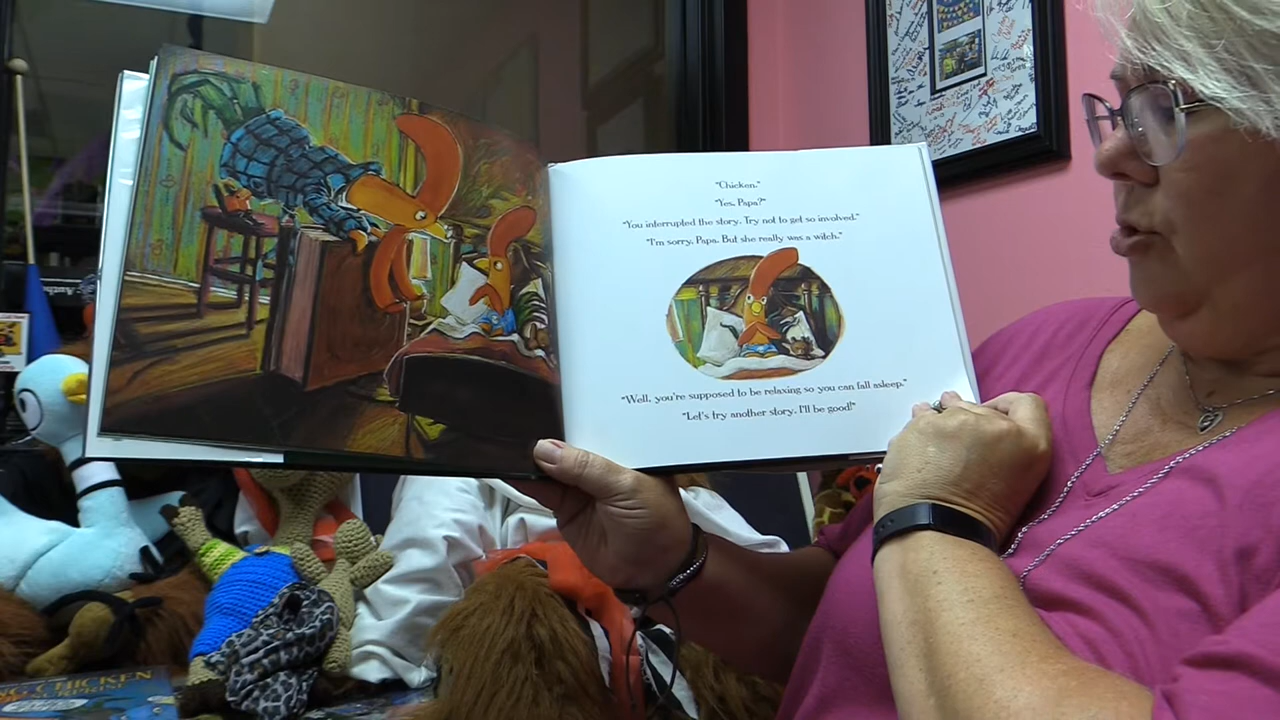 "Chicken."
"Yes, Papa?"
"You interrupted the story. Try not to get so involved."
"I'm sorry, Papa. But she really was a witch."
"Well, you're supposed to be relaxing so you can fall asleep."
"Let's try another story. I'll be good!"
CHICKEN